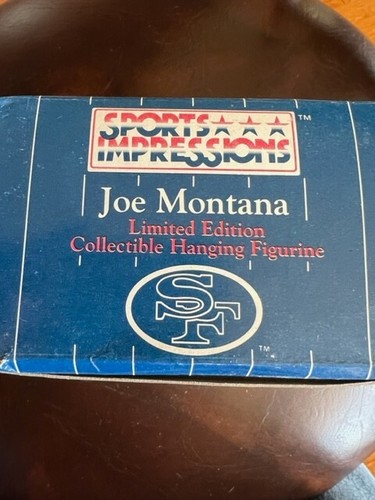 SPORTS★★★ TM
IMPRESSIONS
Joe Montana
Limited Edition
Collectible Hanging Figurine
SF
TM